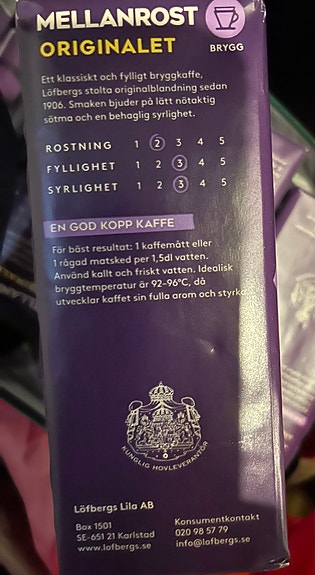 MELLANROST
ORIGINALET
BRYGG
Ett klassiskt och fylligt bryggkaffe,
Löfbergs stolta originalblandning sedan
1906. Smaken bjuder på lätt nötaktig
sötma och en behaglig syrlighet.
ROSTNING 1 2 3 4 5
FYLLIGHET 1 2 3 4 5
SYRLIGHET 1 2 3 4 5
EN GOD KOPP KAFFE
För bäst resultat: 1 kaffemått eller
1 rågad matsked per 1,5dl vatten.
Använd kallt och friskt vatten. Idealisk
bryggtemperatur är 92-96°C, då
utvecklar kaffet sin fulla arom och styrka.
KUNGLIG HOVLEVERANTÖR
Löfbergs Lila AB
Box 1501
SE-651 21 Karlstad
www.lofbergs.se
Konsumentkontakt
020 98 57 79
info@lofbergs.se